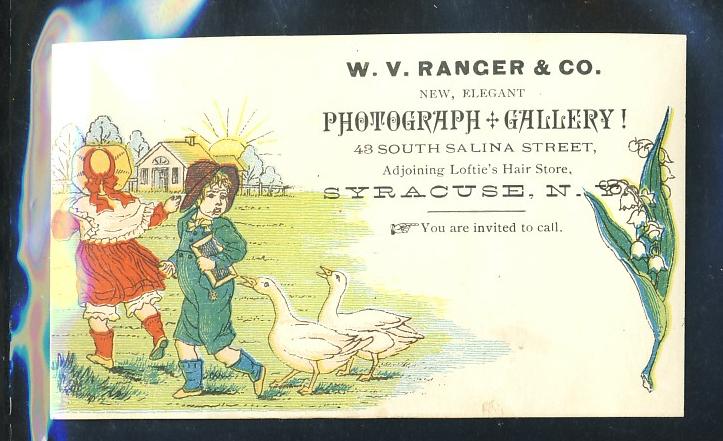 W. V. RANGER & CO.
NEW, ELEGANT
PHOTOGRAPH ✢ GALLERY!
43 SOUTH SALINA STREET,
Adjoining Loftie's Hair Store,
SYRACUSE, N. Y.
☞ You are invited to call.